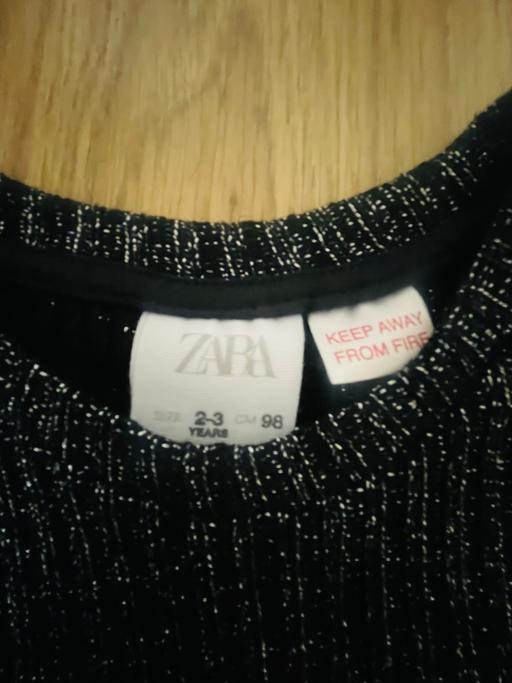 ZARA
SIZE 2-3 CM 98
YEARS
KEEP AWAY
FROM FIRE